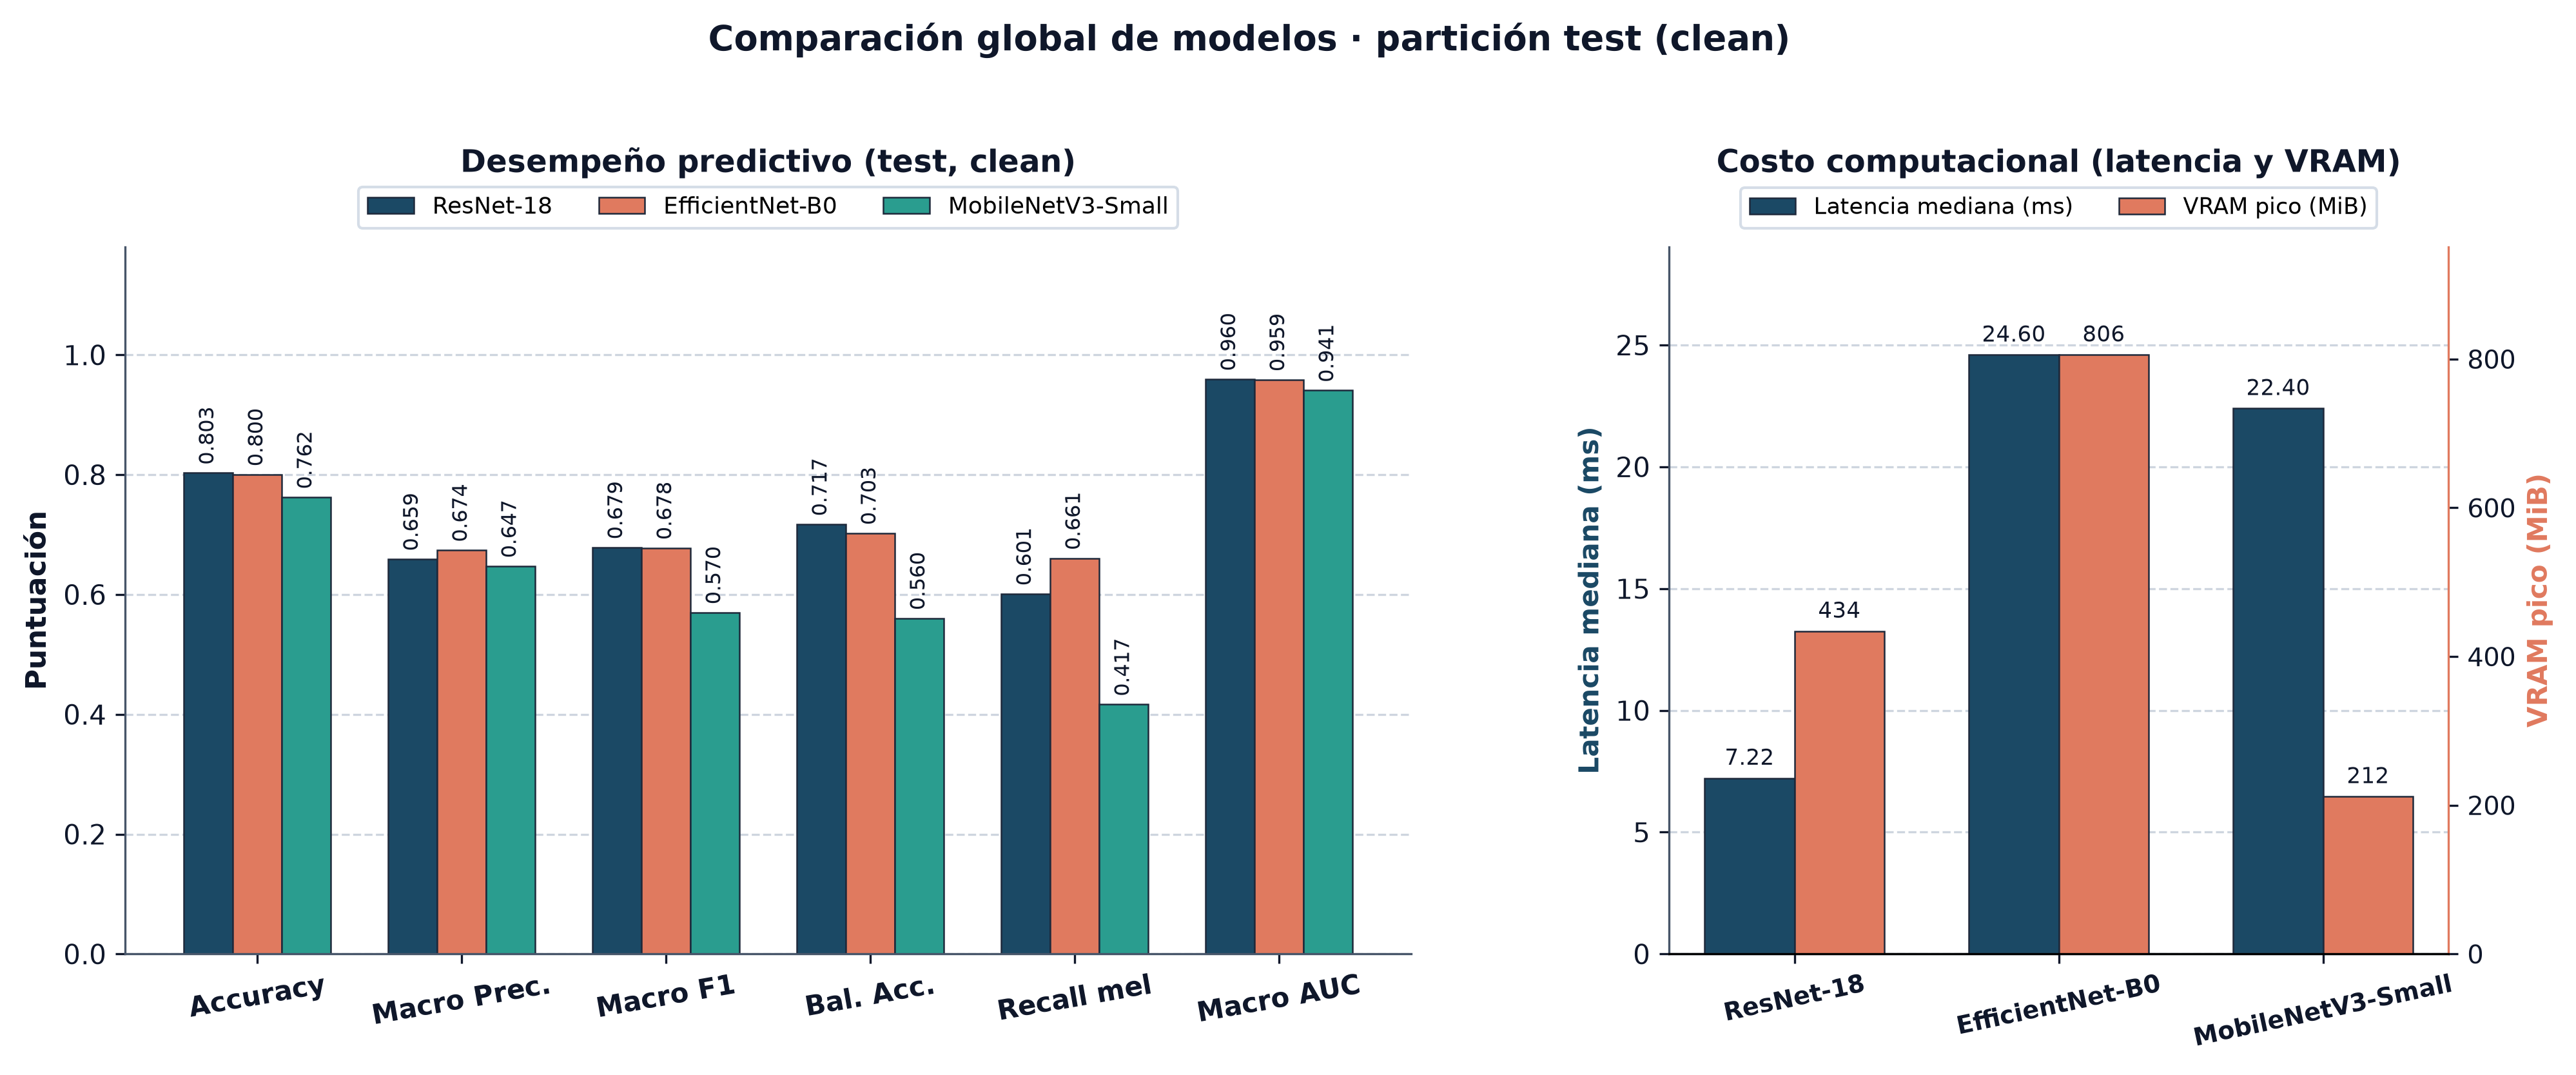 Comparación global de modelos · partición test (clean)
Desempeño predictivo (test, clean)
ResNet-18 EfficientNet-B0 MobileNetV3-Small
Puntuación
1.0
0.8
0.6
0.4
0.2
0.0
0.803 0.800 0.762
0.659 0.674 0.647
0.679 0.678 0.570
0.717 0.703 0.560
0.601 0.661 0.417
0.960 0.959 0.941
Accuracy Macro Prec. Macro F1 Bal. Acc. Recall mel Macro AUC
Costo computacional (latencia y VRAM)
Latencia mediana (ms) VRAM pico (MiB)
Latencia mediana (ms)
25
20
15
10
5
0
7.22 434
24.60 806
22.40 212
800
600
400
200
0
VRAM pico (MiB)
ResNet-18 EfficientNet-B0 MobileNetV3-Small